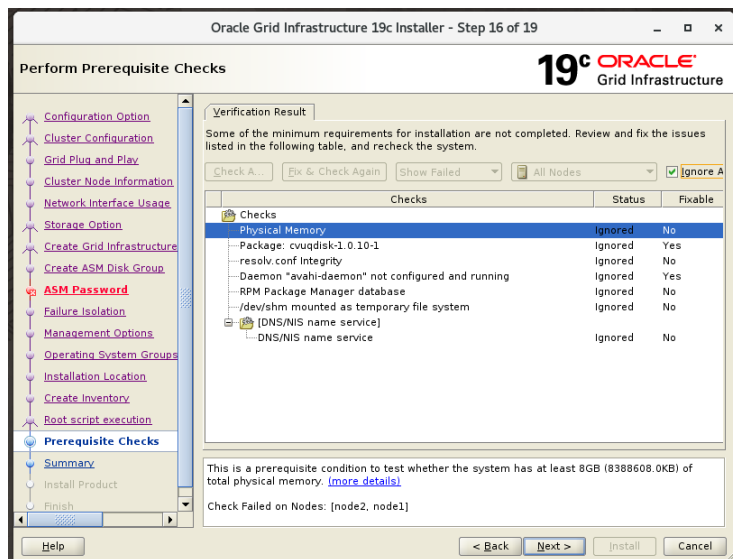 Oracle Grid Infrastructure 19c Installer - Step 16 of 19
Perform Prerequisite Checks
19c ORACLE
Grid Infrastructure
Configuration Option
Cluster Configuration
Grid Plug and Play
Cluster Node Information
Network Interface Usage
Storage Option
Create Grid Infrastructure
Create ASM Disk Group
ASM Password
Failure Isolation
Management Options
Operating System Groups
Installation Location
Create Inventory
Root script execution
Prerequisite Checks
Summary
Install Product
Finish
Verification Result
Some of the minimum requirements for installation are not completed. Review and fix the issues
listed in the following table, and recheck the system.
Check A... Fix & Check Again Show Failed All Nodes Ignore A
Checks Status Fixable
Checks
Physical Memory Ignored No
Package: cvuqdisk-1.0.10-1 Ignored Yes
resolv.conf Integrity Ignored No
Daemon "avahi-daemon" not configured and running Ignored Yes
RPM Package Manager database Ignored No
/dev/shm mounted as temporary file system Ignored No
[DNS/NIS name service]
DNS/NIS name service Ignored No
This is a prerequisite condition to test whether the system has at least 8GB (8388608.0KB) of
total physical memory. (more details)
Check Failed on Nodes: [node2, node1]
Help < Back Next > Install Cancel